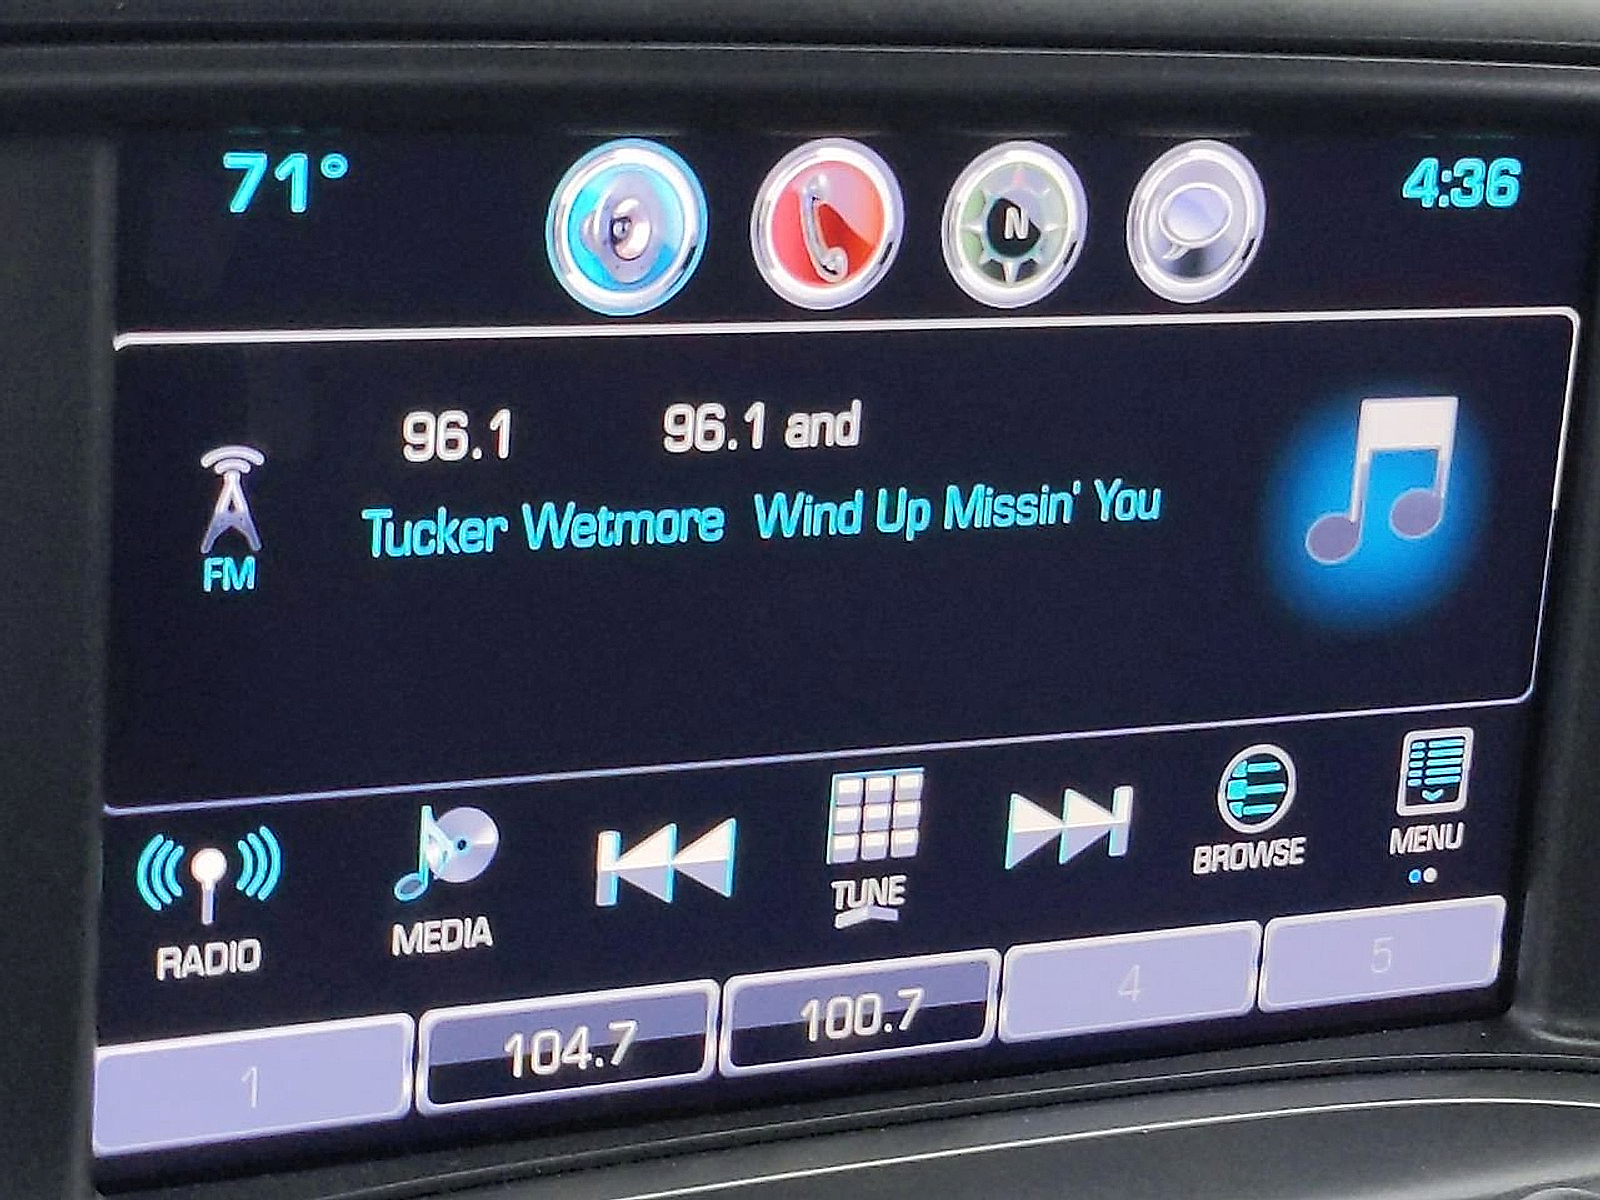 71° 4:36
N
96.1 96.1 and
Tucker Wetmore Wind Up Missin' You
FM
RADIO MEDIA TUNE BROWSE MENU
1 104.7 100.7 4 5